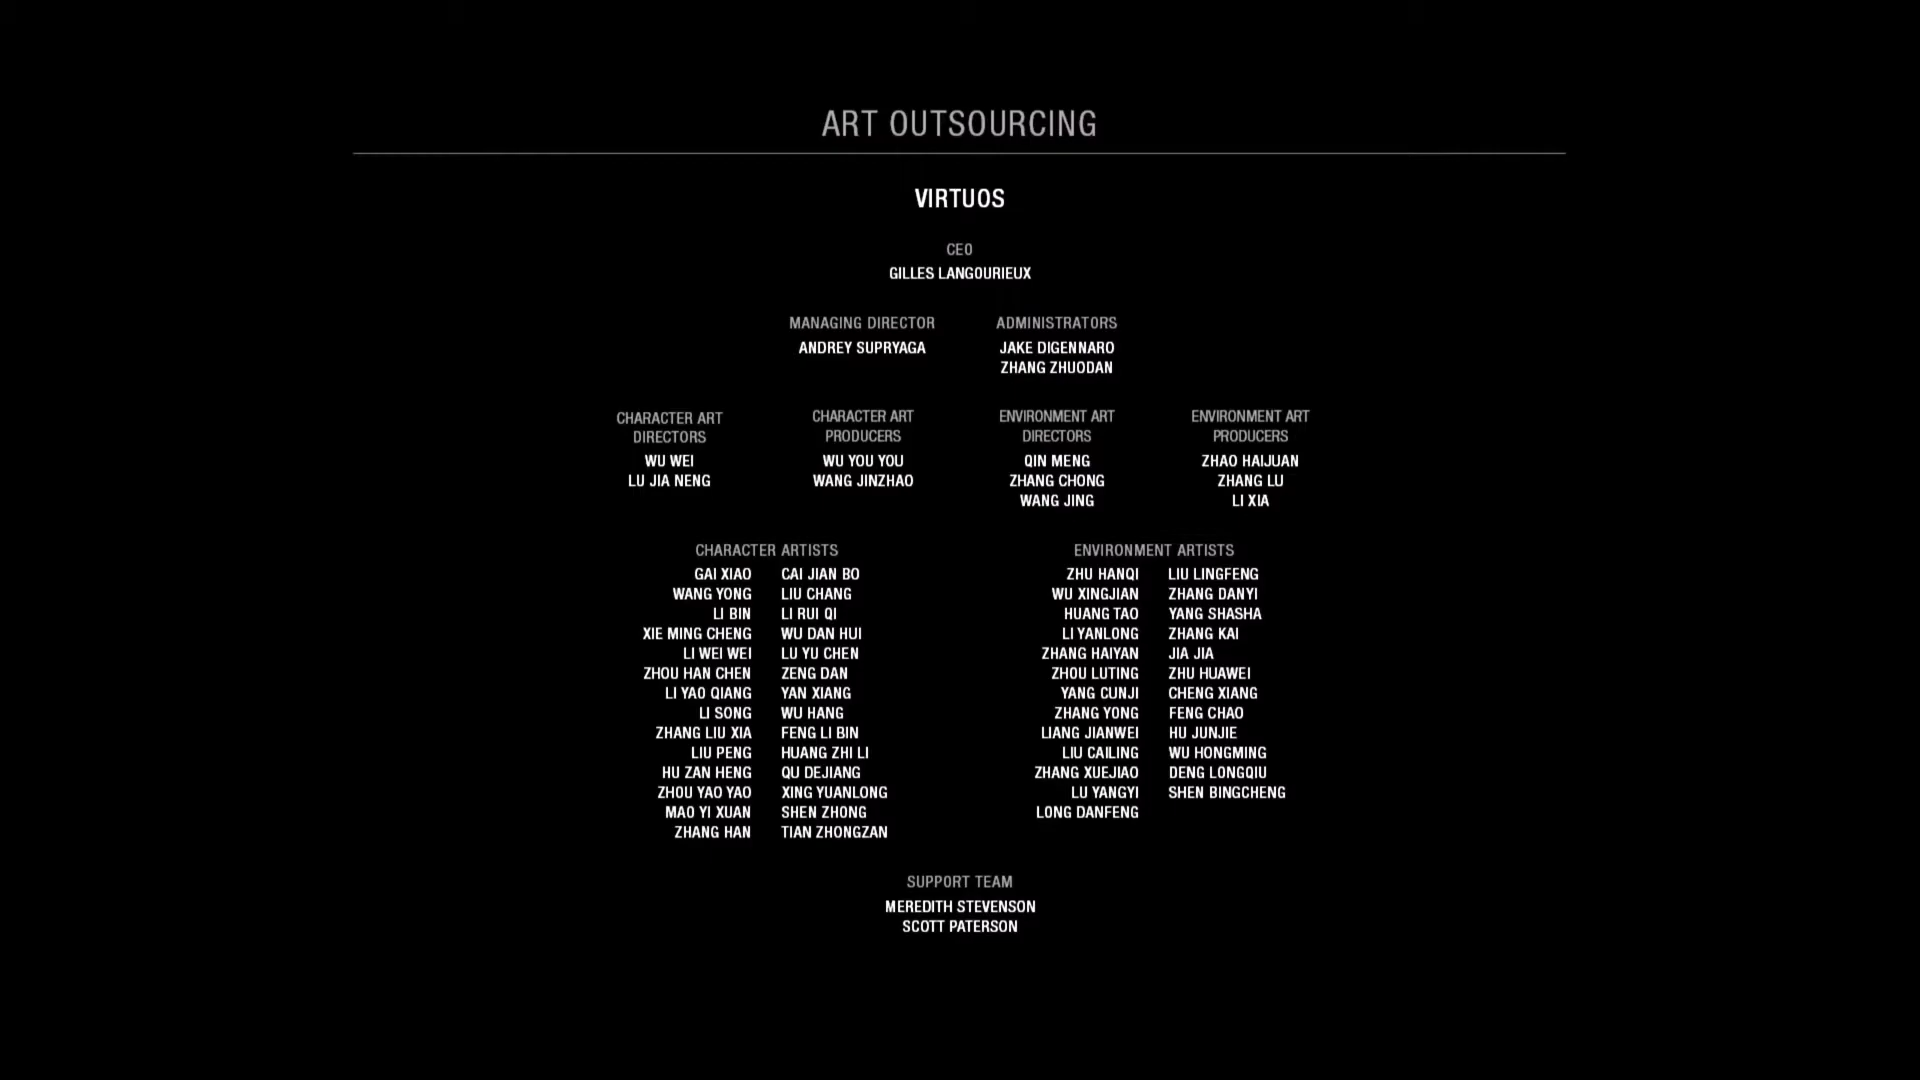 ART OUTSOURCING
VIRTUOS
CEO
GILLES LANGOURIEUX
MANAGING DIRECTOR
ANDREY SUPRYAGA
ADMINISTRATORS
JAKE DIGENNARO
ZHANG ZHUODAN
CHARACTER ART
DIRECTORS
WU WEI
LU JIA NENG
CHARACTER ART
PRODUCERS
WU YOU YOU
WANG JINZHAO
ENVIRONMENT ART
DIRECTORS
QIN MENG
ZHANG CHONG
WANG JING
ENVIRONMENT ART
PRODUCERS
ZHAO HAIJUAN
ZHANG LU
LI XIA
CHARACTER ARTISTS
GAI XIAO CAI JIAN BO
WANG YONG LIU CHANG
LI BIN LI RUI QI
XIE MING CHENG WU DAN HUI
LI WEI WEI LU YU CHEN
ZHOU HAN CHEN ZENG DAN
LI YAO QIANG YAN XIANG
LI SONG WU HANG
ZHANG LIU XIA FENG LI BIN
LIU PENG HUANG ZHI LI
HU ZAN HENG QU DEJIANG
ZHOU YAO YAO XING YUANLONG
MAO YI XUAN SHEN ZHONG
ZHANG HAN TIAN ZHONGZAN
ENVIRONMENT ARTISTS
ZHU HANQI LIU LINGFENG
WU XINGJIAN ZHANG DANYI
HUANG TAO YANG SHASHA
LI YANLONG ZHANG KAI
ZHANG HAIYAN JIA JIA
ZHOU LUTING ZHU HUAWEI
YANG CUNJI CHENG XIANG
ZHANG YONG FENG CHAO
LIANG JIANWEI HU JUNJIE
LIU CAILING WU HONGMING
ZHANG XUEJIAO DENG LONGQIU
LU YANGYI SHEN BINGCHENG
LONG DANFENG
SUPPORT TEAM
MEREDITH STEVENSON
SCOTT PATERSON